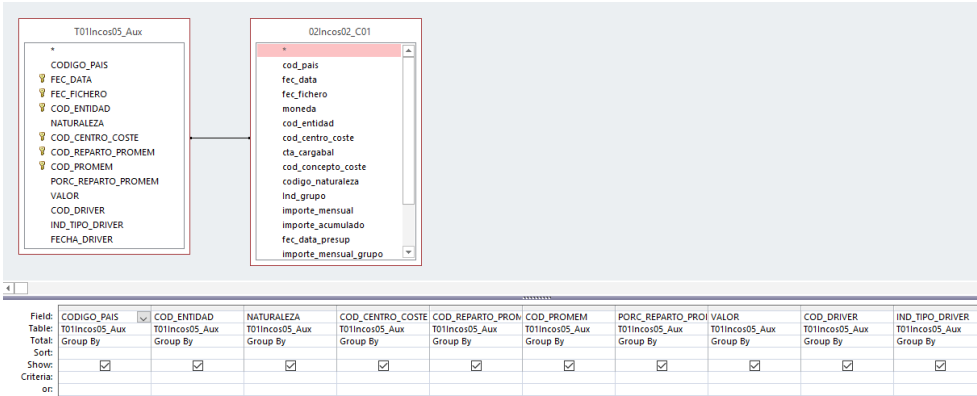 T01Incos05_Aux
*
CODIGO_PAIS
FEC_DATA
FEC_FICHERO
COD_ENTIDAD
NATURALEZA
COD_CENTRO_COSTE
COD_REPARTO_PROMEM
COD_PROMEM
PORC_REPARTO_PROMEM
VALOR
COD_DRIVER
IND_TIPO_DRIVER
FECHA_DRIVER
02Incos02_C01
*
cod_pais
fec_data
fec_fichero
moneda
cod_entidad
cod_centro_coste
cta_cargabal
cod_concepto_coste
codigo_naturaleza
Ind_grupo
importe_mensual
importe_acumulado
fec_data_presup
importe_mensual_grupo
Field: CODIGO_PAIS COD_ENTIDAD NATURALEZA COD_CENTRO_COSTE COD_REPARTO_PROM COD_PROMEM PORC_REPARTO_PROI VALOR COD_DRIVER IND_TIPO_DRIVER
Table: T01Incos05_Aux T01Incos05_Aux T01Incos05_Aux T01Incos05_Aux T01Incos05_Aux T01Incos05_Aux T01Incos05_Aux T01Incos05_Aux T01Incos05_Aux T01Incos05_Aux
Total: Group By Group By Group By Group By Group By Group By Group By Group By Group By Group By
Sort:
Show:
Criteria:
or: